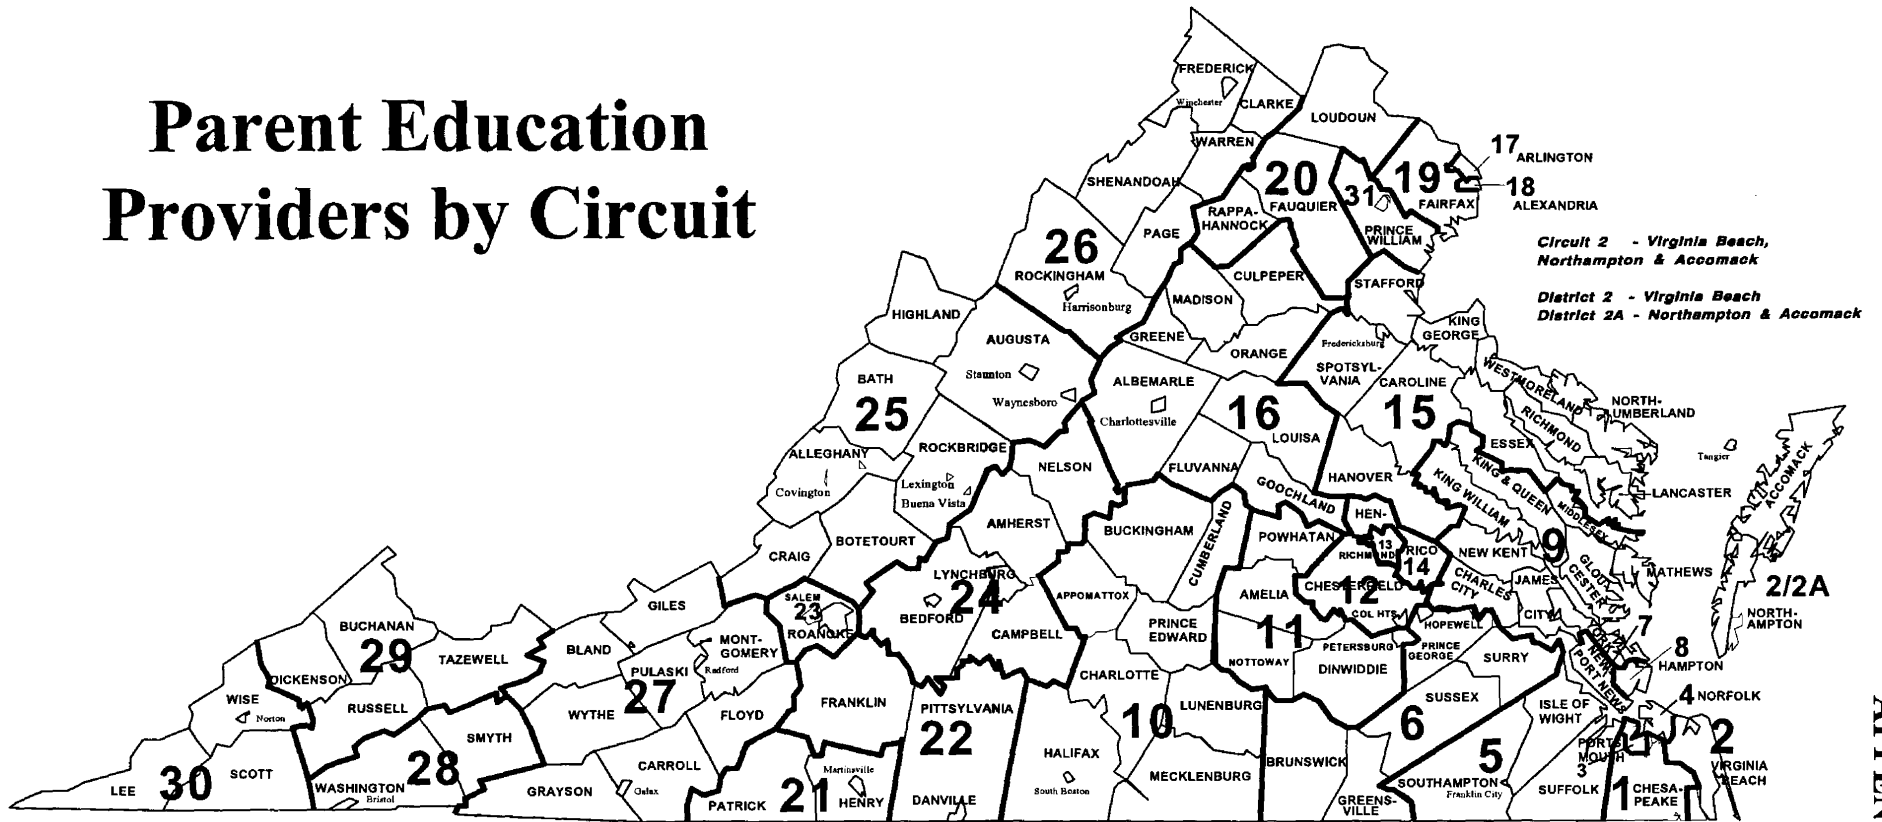 Parent Education
Providers by Circuit
FREDERICK
Winchester
CLARKE
LOUDOUN
WARREN
17 ARLINGTON
SHENANDOAH
20
FAUQUIER
31
19
FAIRFAX
18
ALEXANDRIA
RAPPA-
HANNOCK
PAGE
PRINCE
WILLIAM
26
ROCKINGHAM
Harrisonburg
CULPEPER
STAFFORD
MADISON
Circuit 2 - Virginia Beach,
Northampton & Accomack
District 2 - Virginia Beach
District 2A - Northampton & Accomack
HIGHLAND
AUGUSTA
GREENE
ORANGE
Fredericksburg
KING
GEORGE
Staunton
Waynesboro
BATH
25
ALBEMARLE
Charlottesville
SPOTSYL-
VANIA
CAROLINE
15
WESTMORELAND
NORTH-
UMBERLAND
RICHMOND
16
LOUISA
ESSEX
ROCKBRIDGE
ALLEGHANY
Covington
Lexington
Buena Vista
NELSON
FLUVANNA
GOOCHLAND
HANOVER
KING WILLIAM
KING & QUEEN
MIDDLESEX
LANCASTER
Tangier
ACCOMACK
AMHERST
BUCKINGHAM
CUMBERLAND
POWHATAN
HEN-
RICO
13
RICHMOND
14
NEW KENT
9
GLOU-
CESTER
MATHEWS
2/2A
NORTH-
AMPTON
BOTETOURT
CRAIG
LYNCHBURG
24
BEDFORD
CAMPBELL
APPOMATTOX
PRINCE
EDWARD
AMELIA
CHESTERFIELD
12
COL HTS
CHARLES
CITY
JAMES
CITY
YORK
7
8
HAMPTON
NEWPORT NEWS
GILES
SALEM
23
ROANOKE
MONT-
GOMERY
Radford
11
NOTTOWAY
PETERSBURG
DINWIDDIE
HOPEWELL
PRINCE
GEORGE
SURRY
BUCHANAN
29
TAZEWELL
BLAND
PULASKI
27
DICKENSON
RUSSELL
WISE
Norton
WYTHE
FLOYD
FRANKLIN
PITTSYLVANIA
22
CHARLOTTE
10
LUNENBURG
SUSSEX
6
ISLE OF
WIGHT
4 NORFOLK
2
VIRGINIA
BEACH
SMYTH
28
WASHINGTON
Bristol
LEE
30
SCOTT
CARROLL
GRAYSON
Galax
PATRICK
21
Martinsville
HENRY
DANVILLE
HALIFAX
South Boston
MECKLENBURG
BRUNSWICK
GREENS-
VILLE
5
SOUTHAMPTON
Franklin City
SUFFOLK
PORTS
MOUTH
3
1
CHESA-
PEAKE